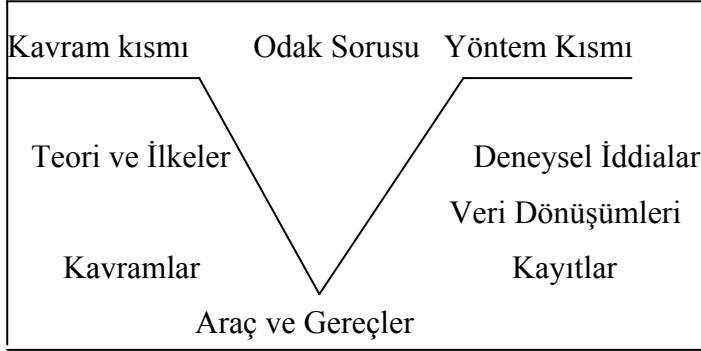 Kavram kısmı Odak Sorusu Yöntem Kısmı
Teori ve İlkeler Deneysel İddialar
Veri Dönüşümleri
Kavramlar Kayıtlar
Araç ve Gereçler